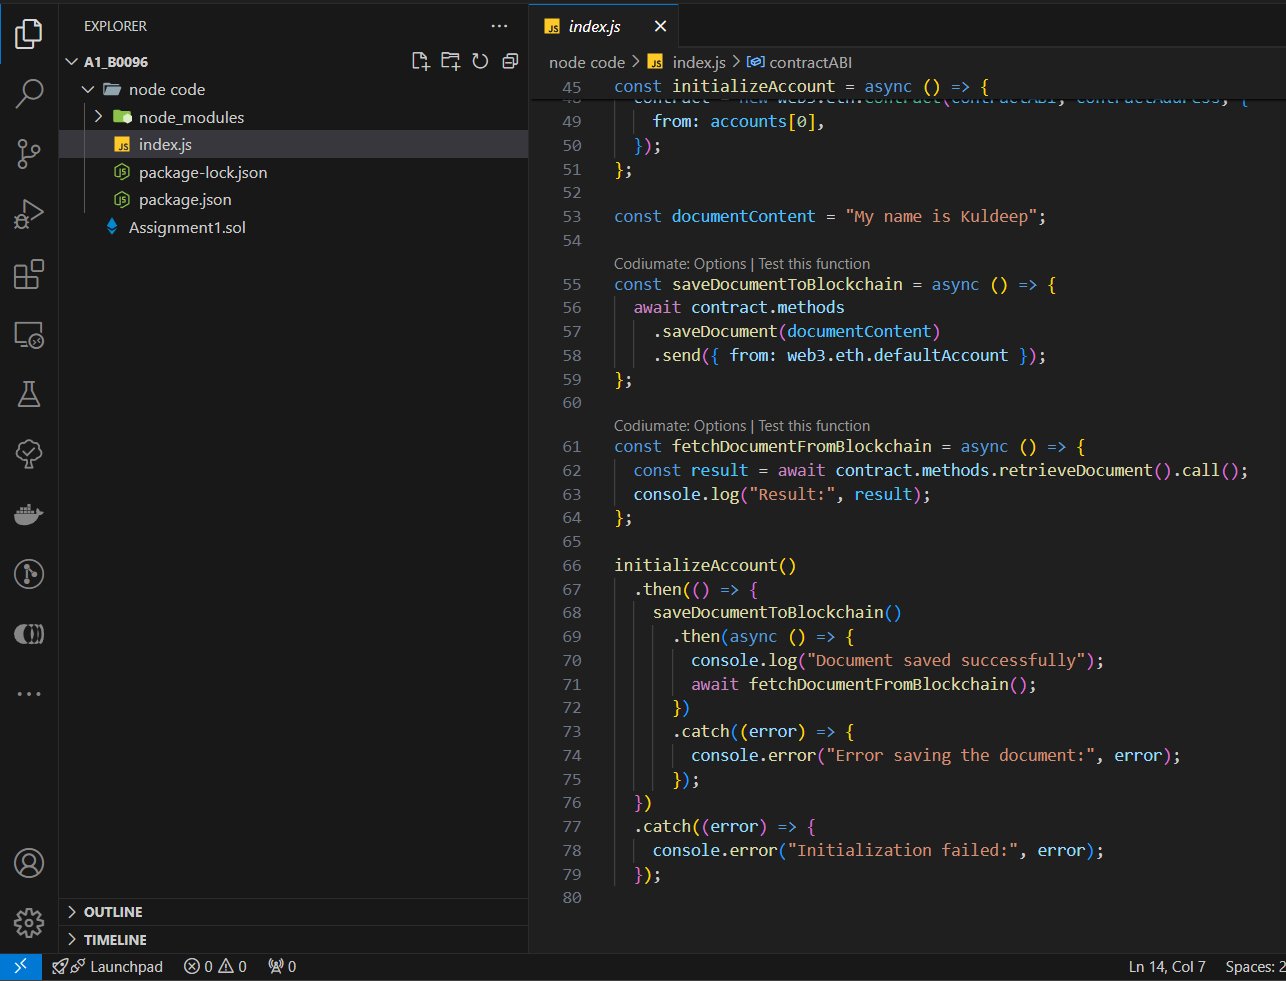 EXPLORER
A1_B0096
node code
node_modules
index.js
package-lock.json
package.json
Assignment1.sol
OUTLINE
TIMELINE
index.js
node code > index.js > contractABI
45 const initializeAccount = async () => {
49 from: accounts[0],
50 });
51 };
52
53 const documentContent = "My name is Kuldeep";
54
Codiumate: Options | Test this function
55 const saveDocumentToBlockchain = async () => {
56 await contract.methods
57 .saveDocument(documentContent)
58 .send({ from: web3.eth.defaultAccount });
59 };
60
Codiumate: Options | Test this function
61 const fetchDocumentFromBlockchain = async () => {
62 const result = await contract.methods.retrieveDocument().call();
63 console.log("Result:", result);
64 };
65
66 initializeAccount()
67 .then(() => {
68 saveDocumentToBlockchain()
69 .then(async () => {
70 console.log("Document saved successfully");
71 await fetchDocumentFromBlockchain();
72 })
73 .catch((error) => {
74 console.error("Error saving the document:", error);
75 });
76 })
77 .catch((error) => {
78 console.error("Initialization failed:", error);
79 });
80
Launchpad 0 0 0 Ln 14, Col 7 Spaces: 2